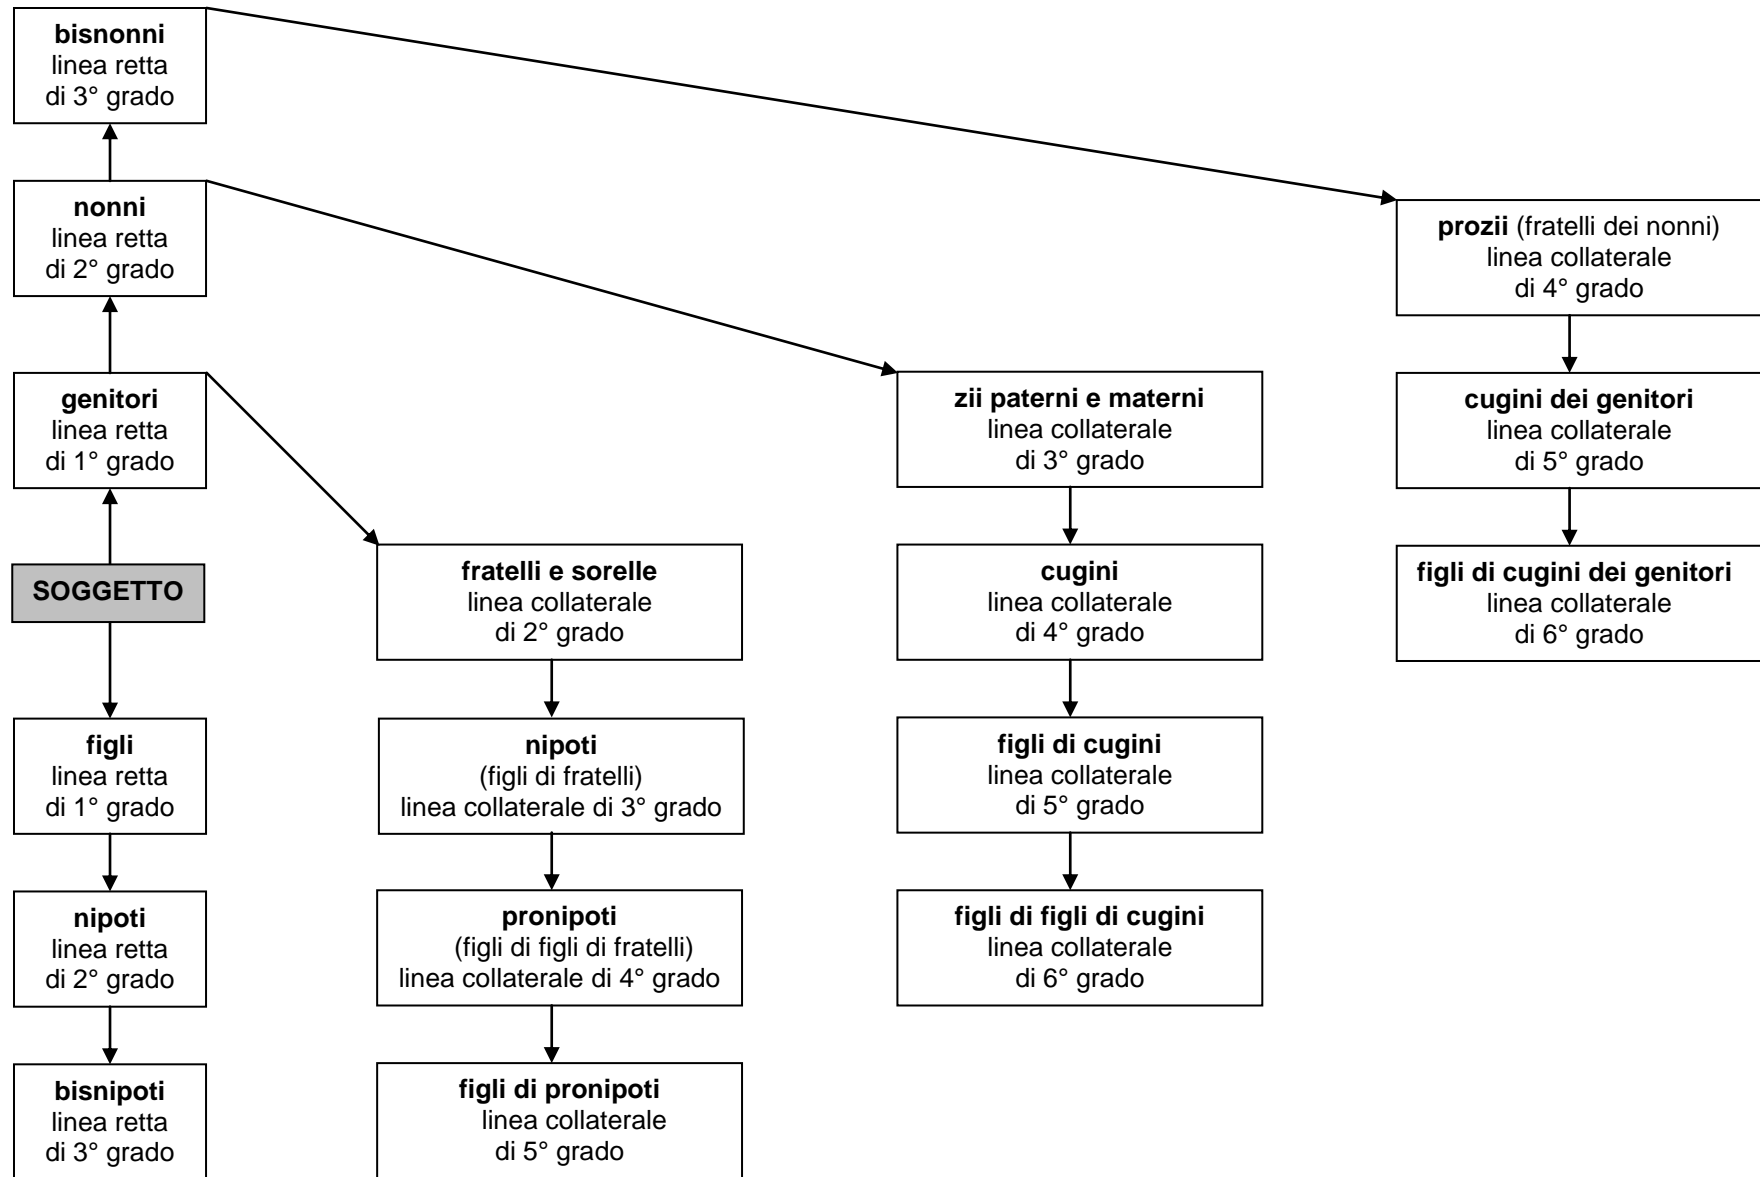 bisnonni
linea retta
di 3° grado
nonni
linea retta
di 2° grado
genitori
linea retta
di 1° grado
SOGGETTO
figli
linea retta
di 1° grado
nipoti
linea retta
di 2° grado
bisnipoti
linea retta
di 3° grado
fratelli e sorelle
linea collaterale
di 2° grado
nipoti
(figli di fratelli)
linea collaterale di 3° grado
pronipoti
(figli di figli di fratelli)
linea collaterale di 4° grado
figli di pronipoti
linea collaterale
di 5° grado
zii paterni e materni
linea collaterale
di 3° grado
cugini
linea collaterale
di 4° grado
figli di cugini
linea collaterale
di 5° grado
figli di figli di cugini
linea collaterale
di 6° grado
prozii (fratelli dei nonni)
linea collaterale
di 4° grado
cugini dei genitori
linea collaterale
di 5° grado
figli di cugini dei genitori
linea collaterale
di 6° grado